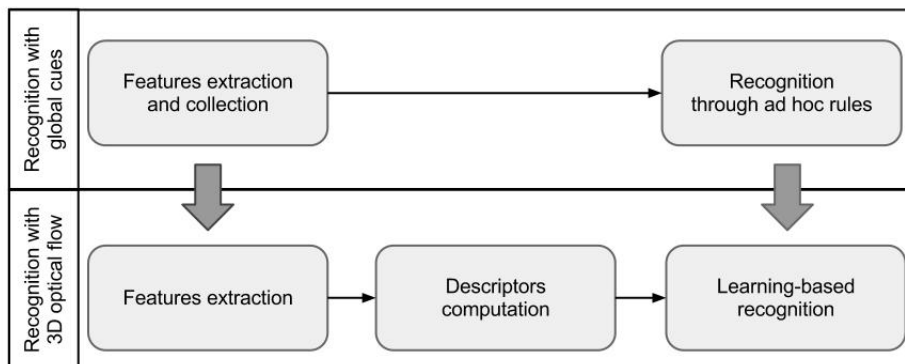 Recognition with
global cues
Features extraction
and collection
Recognition
through ad hoc rules
Recognition with
3D optical flow
Features extraction
Descriptors
computation
Learning-based
recognition